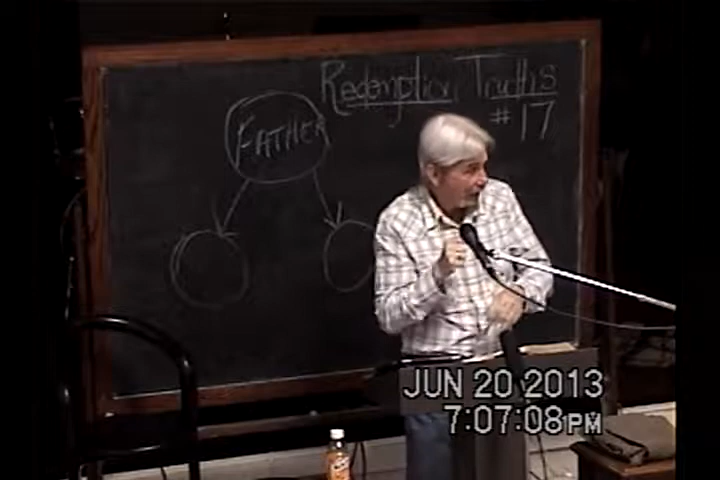 Redemption Truths
#17
FATHER
JUN 20 2013
7:07:08PM